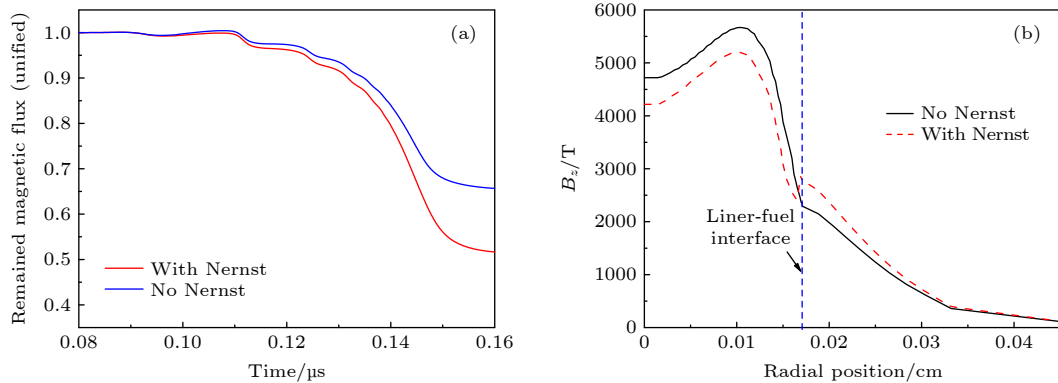 (a)
1.0
0.9
0.8
0.7
0.6
0.5
0.4
Remained magnetic flux (unified)
With Nernst
No Nernst
0.08
0.10
0.12
0.14
0.16
Time/µs
(b)
6000
5000
4000
3000
2000
1000
0
B_z/T
No Nernst
With Nernst
Liner-fuel
interface
0
0.01
0.02
0.03
0.04
Radial position/cm